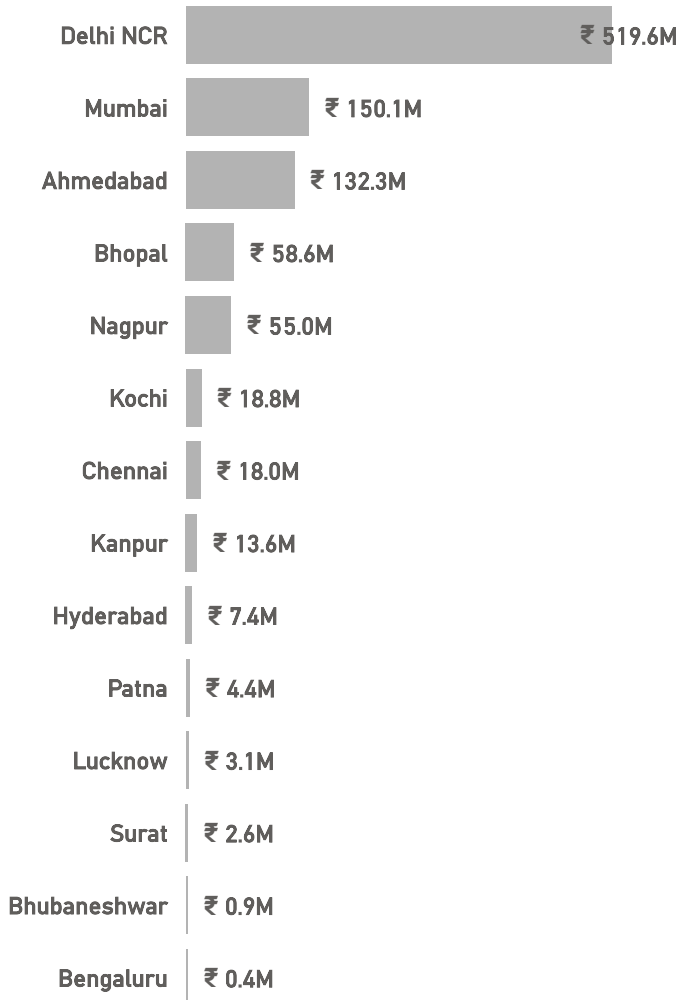 Delhi NCR ₹ 519.6M
Mumbai ₹ 150.1M
Ahmedabad ₹ 132.3M
Bhopal ₹ 58.6M
Nagpur ₹ 55.0M
Kochi ₹ 18.8M
Chennai ₹ 18.0M
Kanpur ₹ 13.6M
Hyderabad ₹ 7.4M
Patna ₹ 4.4M
Lucknow ₹ 3.1M
Surat ₹ 2.6M
Bhubaneshwar ₹ 0.9M
Bengaluru ₹ 0.4M